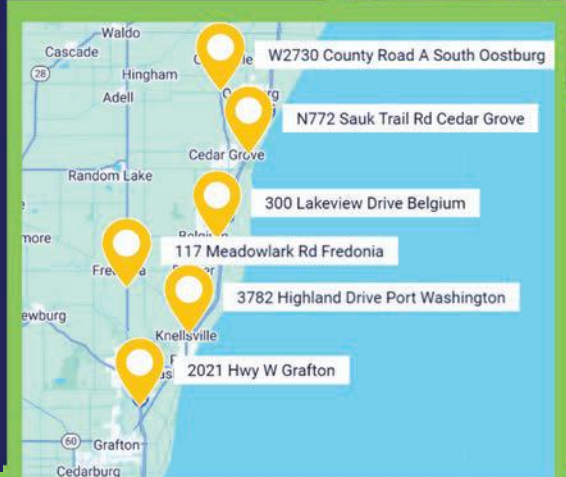 Waldo
Cascade
W2730 County Road A South Oostburg
28
Hingham
Adell
N772 Sauk Trail Rd Cedar Grove
Cedar Grove
Random Lake
300 Lakeview Drive Belgium
117 Meadowlark Rd Fredonia
3782 Highland Drive Port Washington
Knellsville
2021 Hwy W Grafton
60
Grafton
Cedarburg